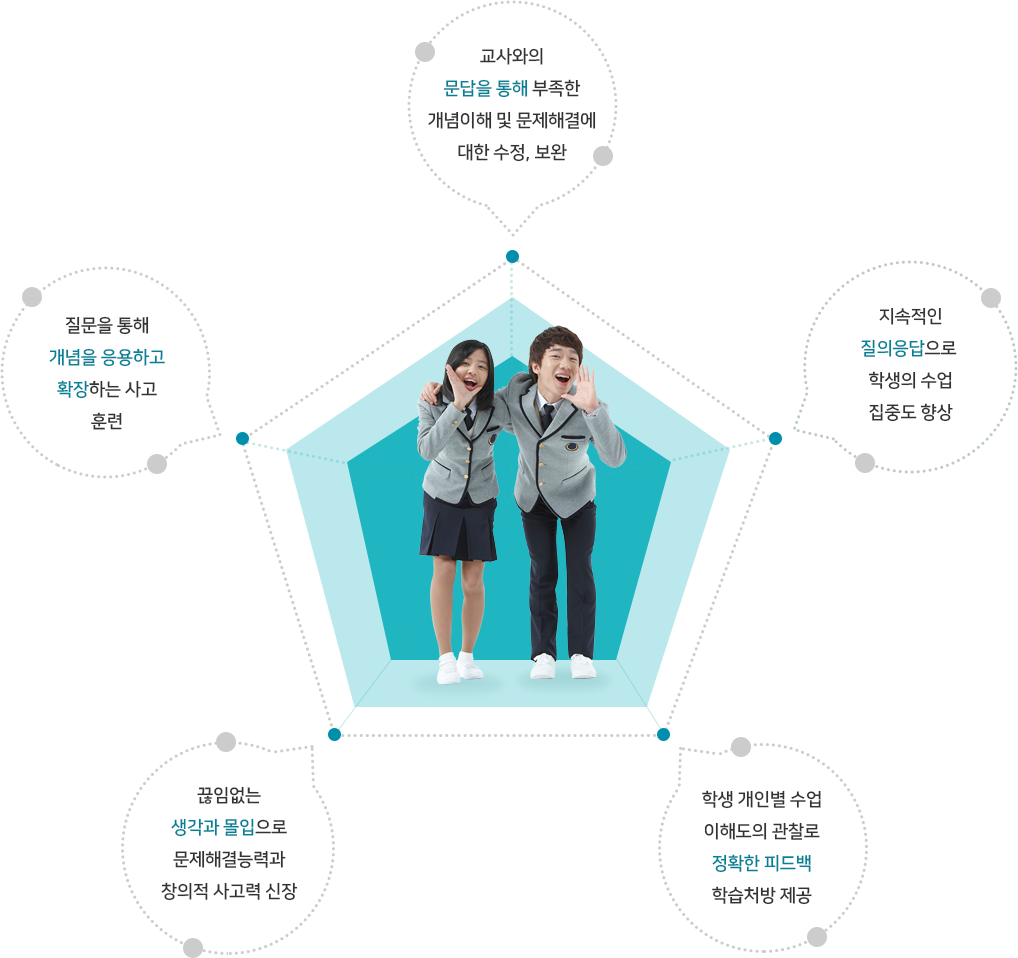 교사와의
문답을 통해 부족한
개념이해 및 문제해결에
대한 수정, 보완
질문을 통해
개념을 응용하고
확장하는 사고
훈련
지속적인
질의응답으로
학생의 수업
집중도 향상
끊임없는
생각과 몰입으로
문제해결능력과
창의적 사고력 신장
학생 개인별 수업
이해도의 관찰로
정확한 피드백
학습처방 제공